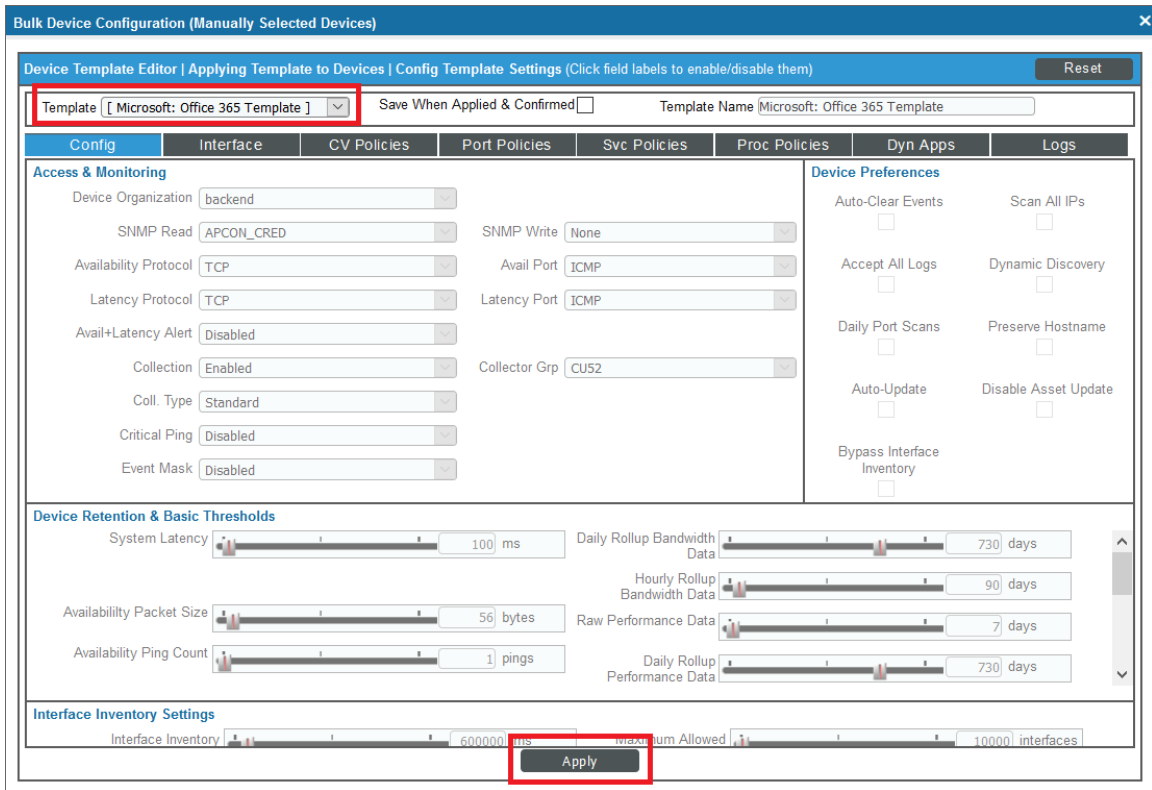 Bulk Device Configuration (Manually Selected Devices)
Device Template Editor | Applying Template to Devices | Config Template Settings (Click field labels to enable/disable them) Reset
Template [ Microsoft: Office 365 Template ] Save When Applied & Confirmed Template Name Microsoft: Office 365 Template
Config Interface CV Policies Port Policies Svc Policies Proc Policies Dyn Apps Logs
Access & Monitoring
Device Organization backend
SNMP Read APCON_CRED SNMP Write None
Availability Protocol TCP Avail Port ICMP
Latency Protocol TCP Latency Port ICMP
Avail+Latency Alert Disabled
Collection Enabled Collector Grp CU52
Coll. Type Standard
Critical Ping Disabled
Event Mask Disabled
Device Preferences
Auto-Clear Events Scan All IPs
Accept All Logs Dynamic Discovery
Daily Port Scans Preserve Hostname
Auto-Update Disable Asset Update
Bypass Interface
Inventory
Device Retention & Basic Thresholds
System Latency 100 ms
Availabililty Packet Size 56 bytes
Availability Ping Count 1 pings
Daily Rollup Bandwidth
Data 730 days
Hourly Rollup
Bandwidth Data 90 days
Raw Performance Data 7 days
Daily Rollup
Performance Data 730 days
Interface Inventory Settings
Interface Inventory 600000 ms Maximum Allowed 10000 interfaces
Apply